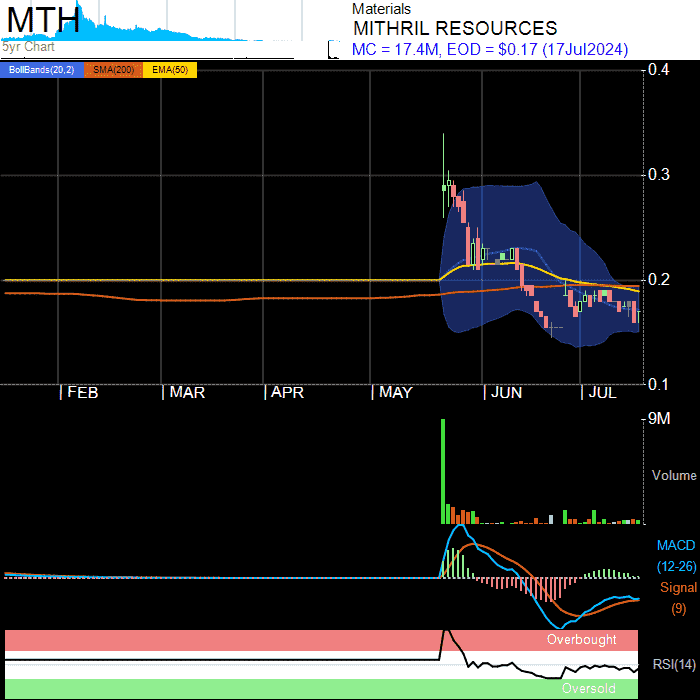 MTH
5yr Chart
Materials
MITHRIL RESOURCES
MC = 17.4M, EOD = $0.17 (17Jul2024)
BollBands(20,2) SMA(200) EMA(50)
0.4
0.3
0.2
0.1
FEB MAR APR MAY JUN JUL
9M
Volume
MACD
(12-26)
Signal
(9)
Overbought
RSI(14)
Oversold